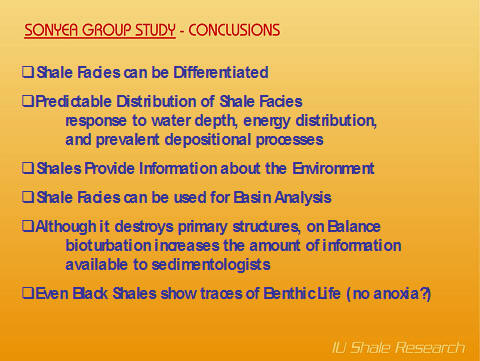 SONYEA GROUP STUDY - CONCLUSIONS
❑Shale Facies can be Differentiated
❑Predictable Distribution of Shale Facies
response to water depth, energy distribution,
and prevalent depositional processes
❑Shales Provide Information about the Environment
❑Shale Facies can be used for Basin Analysis
❑Although it destroys primary structures, on Balance
bioturbation increases the amount of information
available to sedimentologists
❑Even Black Shales show traces of Benthic Life (no anoxia?)
IU Shale Research